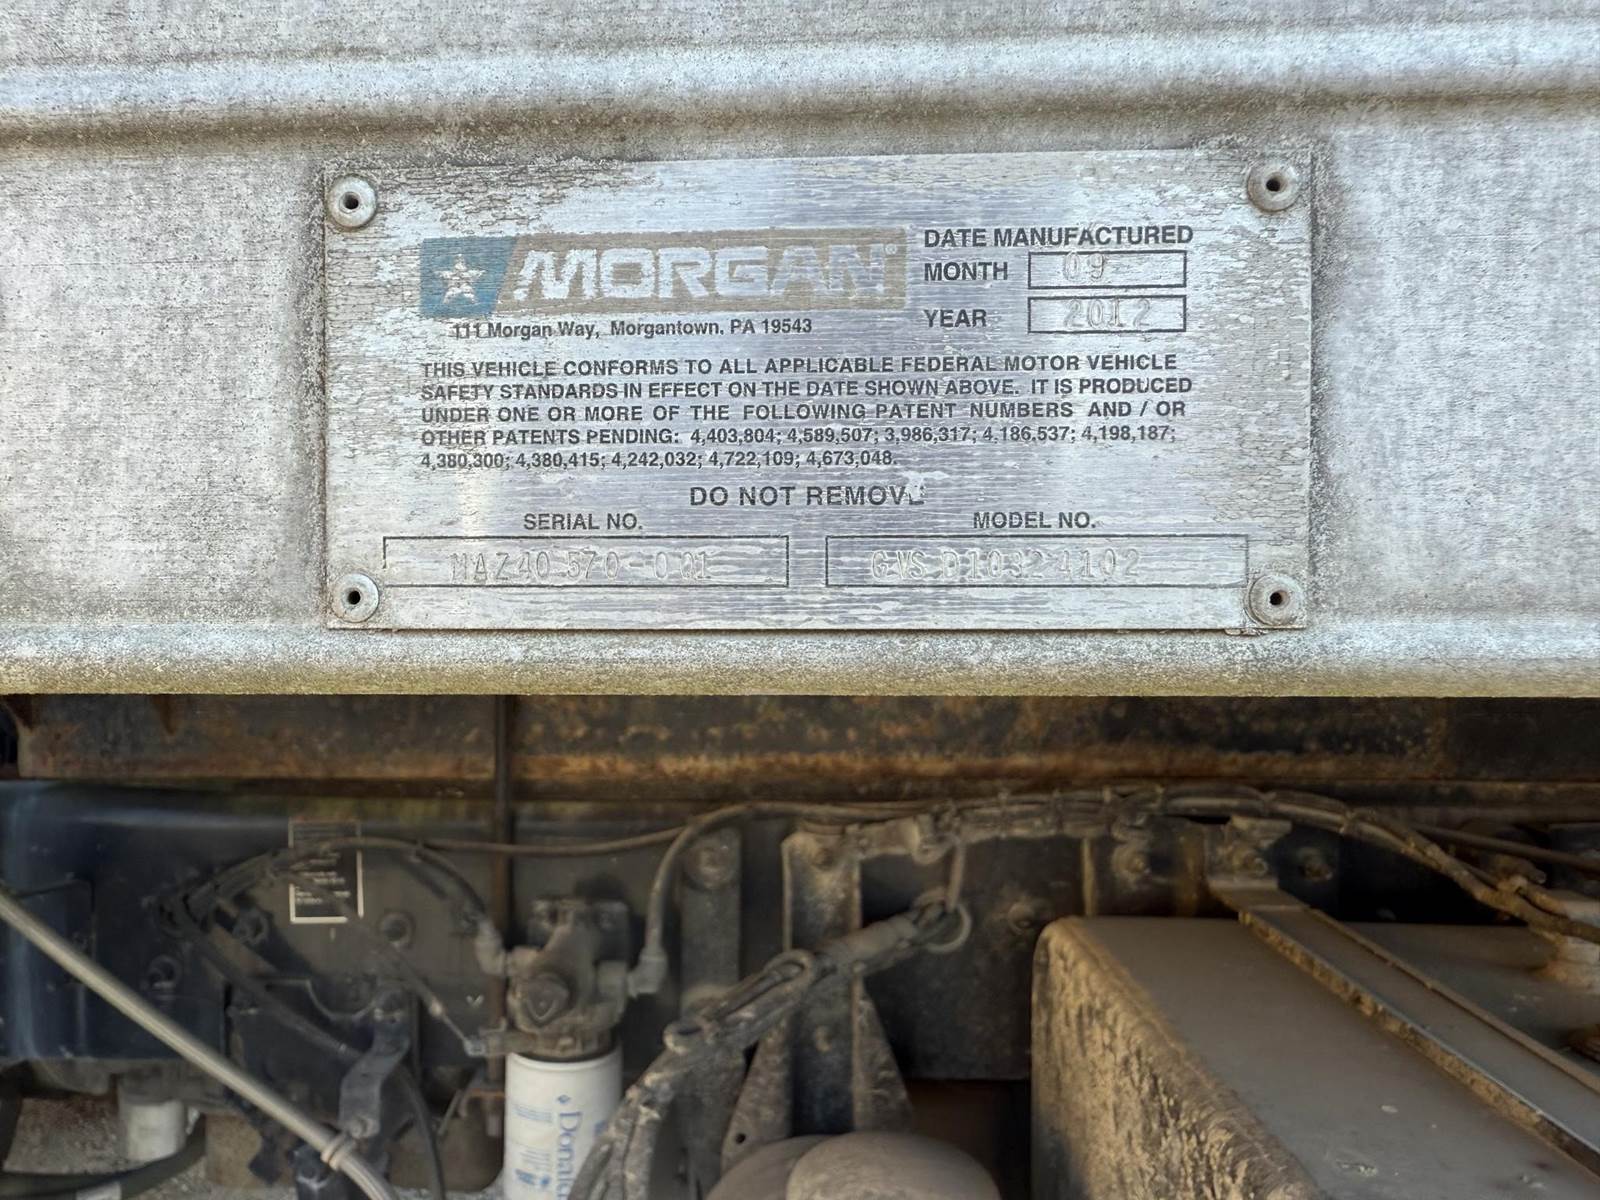 MORGAN®
111 Morgan Way, Morgantown, PA 19543
DATE MANUFACTURED
MONTH 09
YEAR 2012
THIS VEHICLE CONFORMS TO ALL APPLICABLE FEDERAL MOTOR VEHICLE
SAFETY STANDARDS IN EFFECT ON THE DATE SHOWN ABOVE. IT IS PRODUCED
UNDER ONE OR MORE OF THE FOLLOWING PATENT NUMBERS AND / OR
OTHER PATENTS PENDING: 4,403,804; 4,589,507; 3,986,317; 4,186,537; 4,198,187;
4,380,300; 4,380,415; 4,242,032; 4,722,109; 4,673,048.
DO NOT REMOVE
SERIAL NO.
MODEL NO.
MAZ40570-001
GVSD10324102
Donaldson